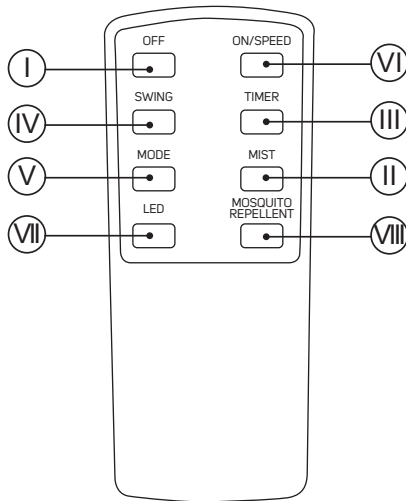 OFF
ON/SPEED
I
VI
SWING
TIMER
IV
III
MODE
MIST
V
II
LED
MOSQUITO
REPELLENT
VII
VIII